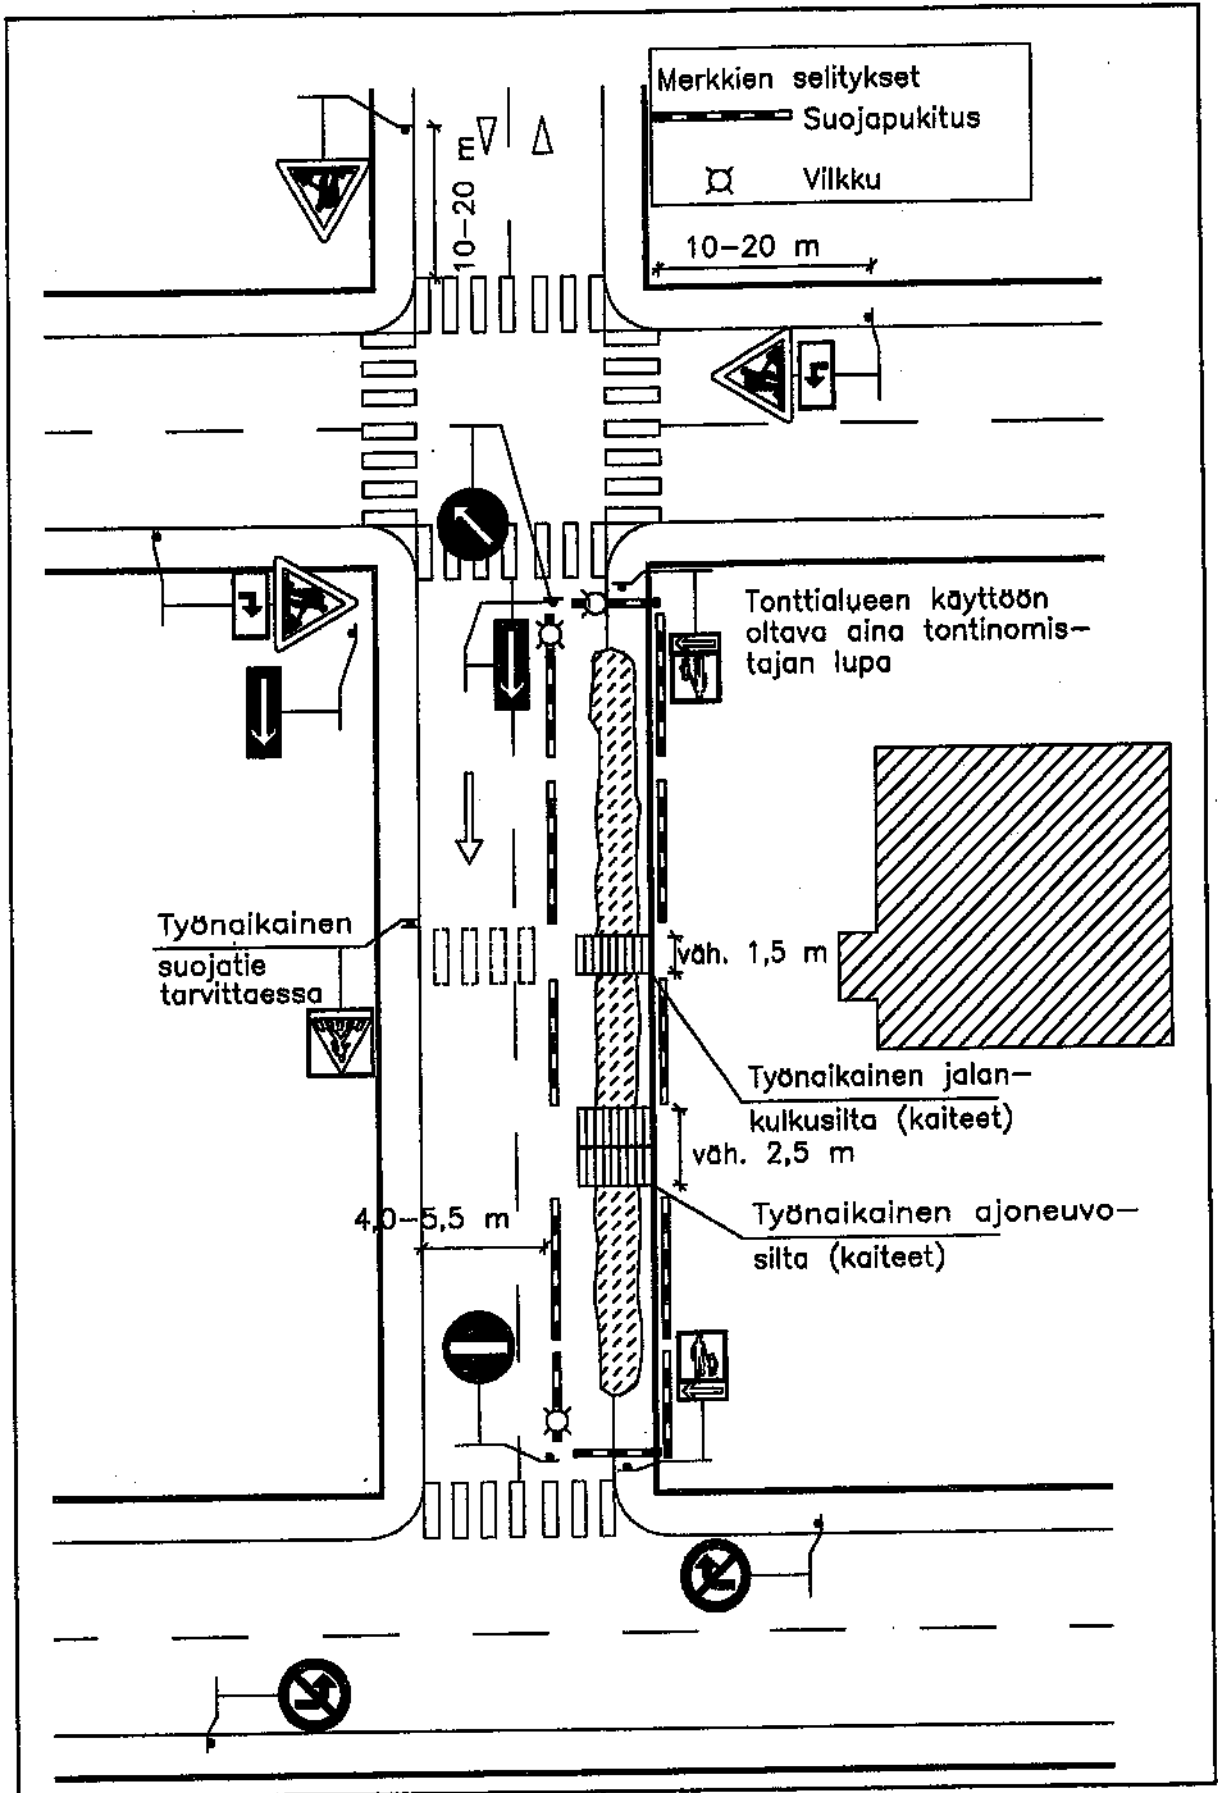 Merkkien selitykset
Suojapukitus
Vilkku
10-20 m
10-20 m
Tonttialueen käyttöön
oltava aina tontinomis-
tajan lupa
Työnaikainen
suojatie
tarvittaessa
väh. 1,5 m
Työnaikainen jalan-
kulkusilta (kaiteet)
väh. 2,5 m
4,0-5,5 m
Työnaikainen ajoneuvo-
silta (kaiteet)